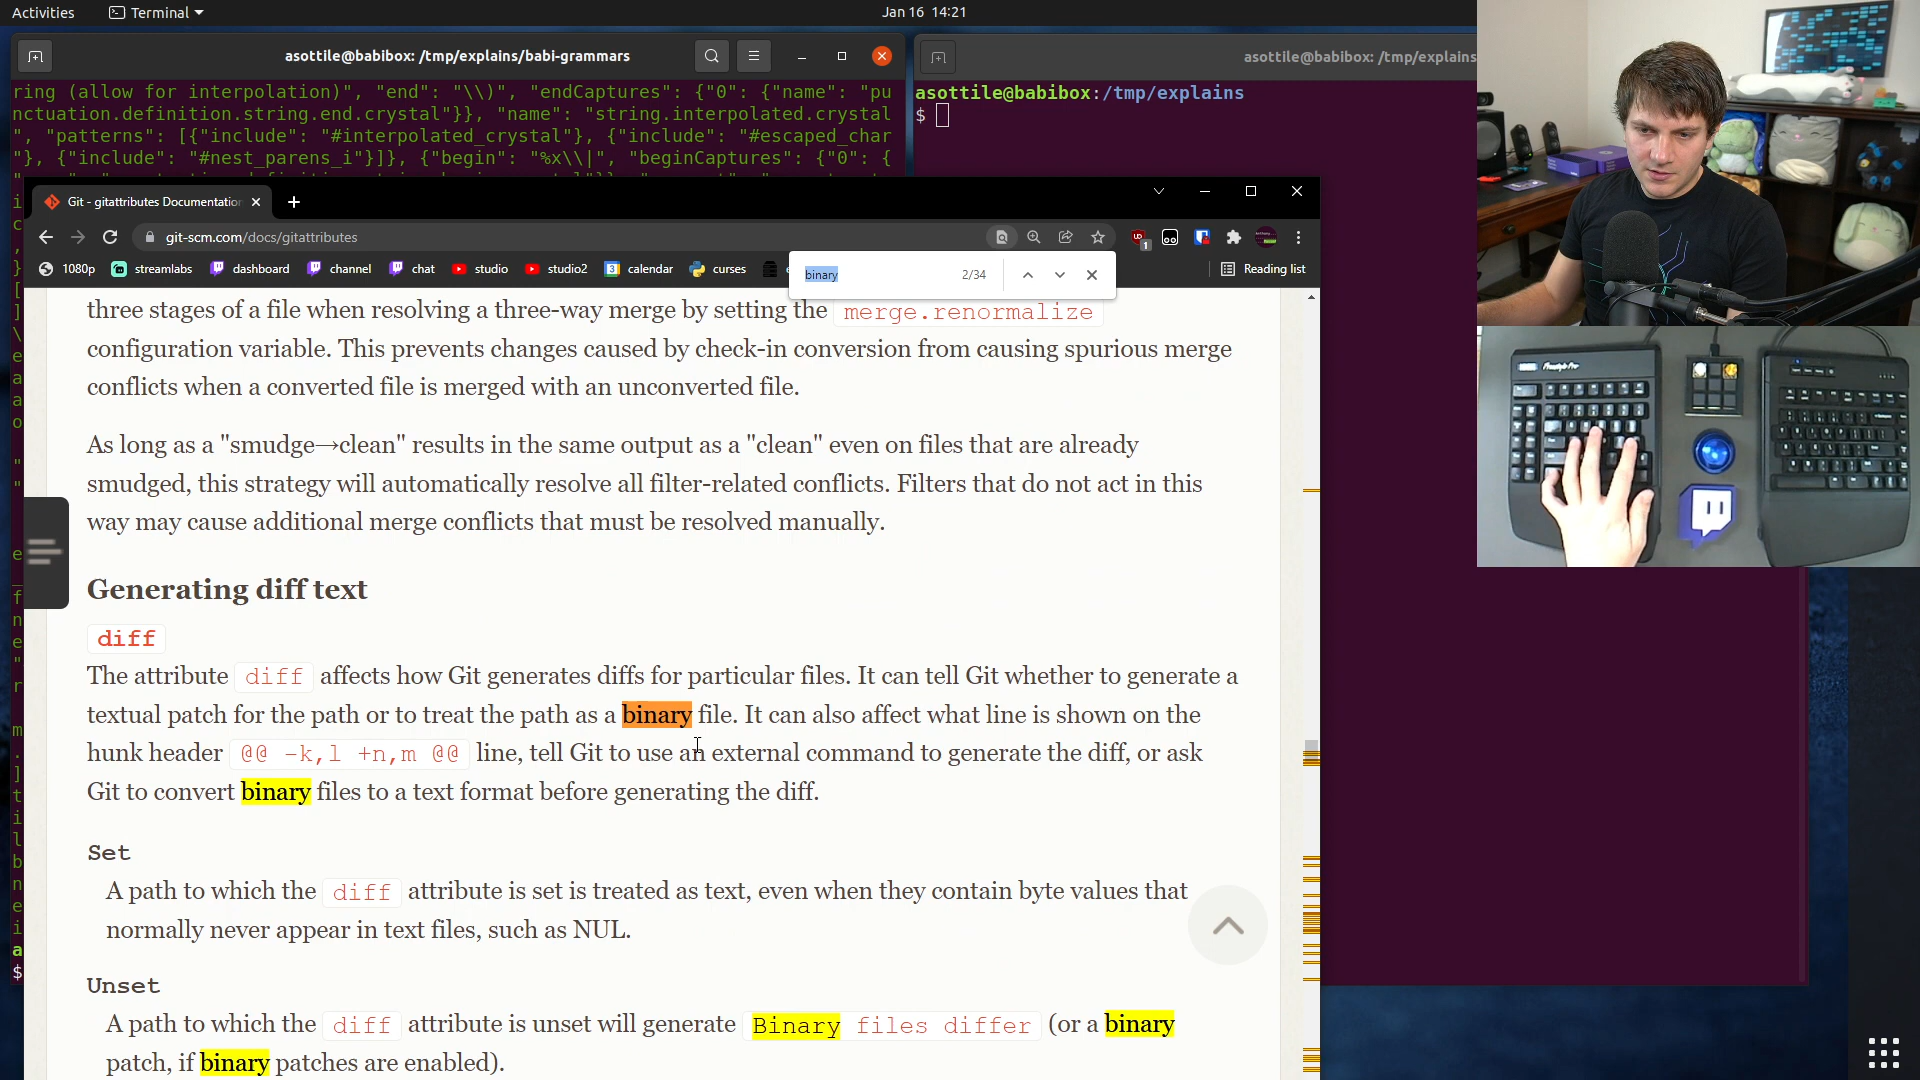 Activities
Terminal
Jan 16 14:21
asottile@babibox: /tmp/explains/babi-grammars
asottile@babibox: /tmp/explains
ring (allow for interpolation)", "end": "\\)", "endCaptures": {"0": {"name": "pu
nctuation.definition.string.end.crystal"}}, "name": "string.interpolated.crystal
", "patterns": [{"include": "#interpolated_crystal"}, {"include": "#escaped_char
"}, {"include": "#nest_parens_i"}]}, {"begin": "%x\\|", "beginCaptures": {"0": {
asottile@babibox:/tmp/explains
$
Git - gitattributes Documentation
git-scm.com/docs/gitattributes
1080p
streamlabs
dashboard
channel
chat
studio
studio2
calendar
curses
Reading list
binary
2/34
three stages of a file when resolving a three-way merge by setting the merge.renormalize
configuration variable. This prevents changes caused by check-in conversion from causing spurious merge
conflicts when a converted file is merged with an unconverted file.
As long as a "smudge→clean" results in the same output as a "clean" even on files that are already
smudged, this strategy will automatically resolve all filter-related conflicts. Filters that do not act in this
way may cause additional merge conflicts that must be resolved manually.
Generating diff text
diff
The attribute diff affects how Git generates diffs for particular files. It can tell Git whether to generate a
textual patch for the path or to treat the path as a binary file. It can also affect what line is shown on the
hunk header @@ -k,l +n,m @@ line, tell Git to use an external command to generate the diff, or ask
Git to convert binary files to a text format before generating the diff.
Set
A path to which the diff attribute is set is treated as text, even when they contain byte values that
normally never appear in text files, such as NUL.
Unset
A path to which the diff attribute is unset will generate Binary files differ (or a binary
patch, if binary patches are enabled).
$
Freestyle Pro